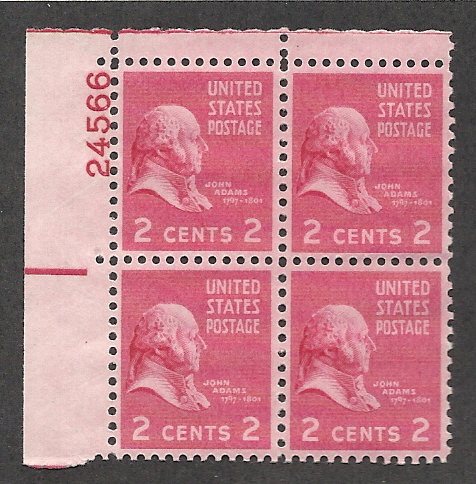 24566
UNITED
STATES
POSTAGE
JOHN
ADAMS
1797-1801
2 CENTS 2
UNITED
STATES
POSTAGE
JOHN
ADAMS
1797-1801
2 CENTS 2
UNITED
STATES
POSTAGE
JOHN
ADAMS
1797-1801
2 CENTS 2
UNITED
STATES
POSTAGE
JOHN
ADAMS
1797-1801
2 CENTS 2